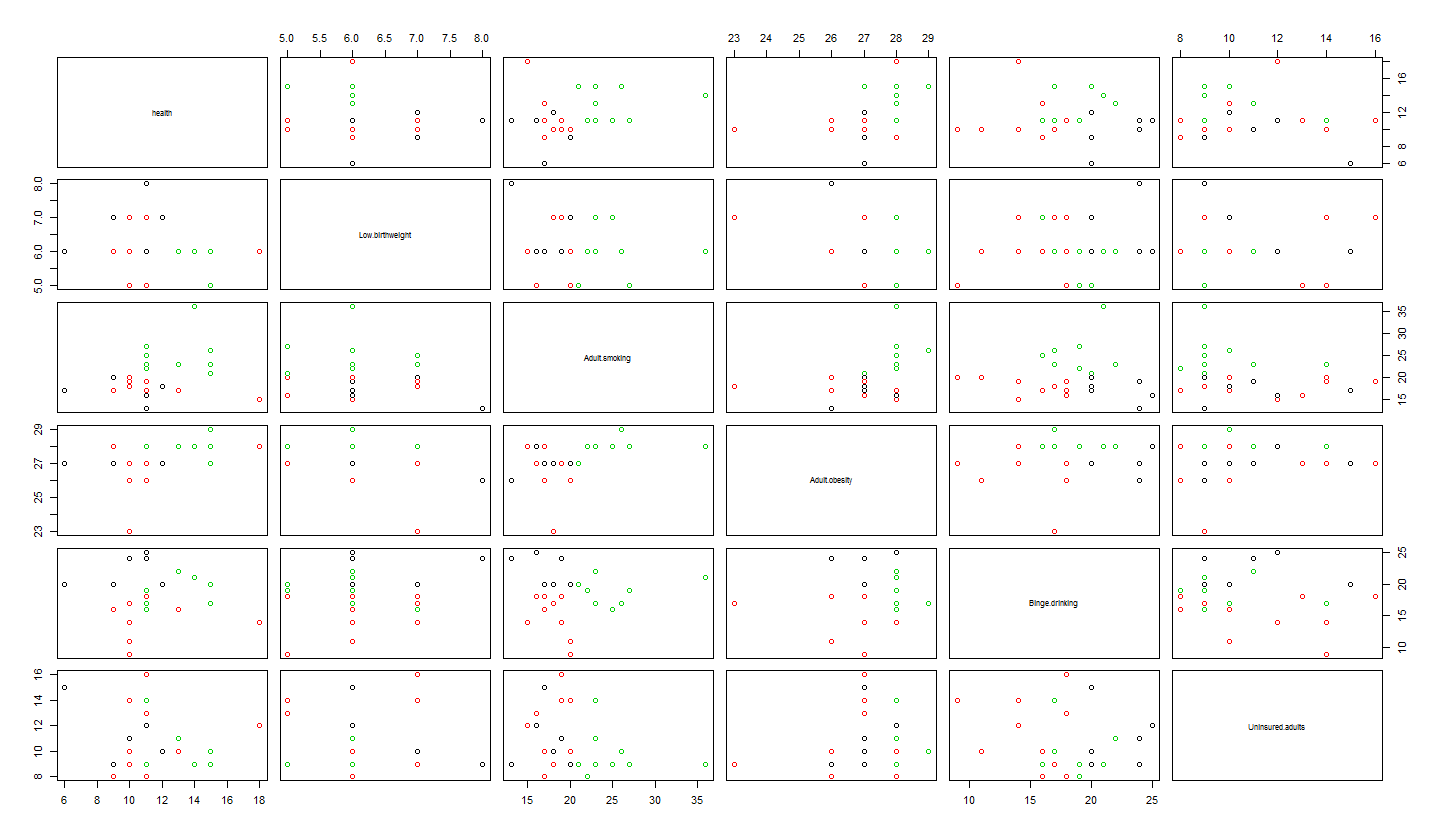 5.0 5.5 6.0 6.5 7.0 7.5 8.0 23 24 25 26 27 28 29 8 10 12 14 16
health
6 8 12 16
5.0 6.0 7.0 8.0
Low.birthweight
Adult.smoking
15 20 25 30 35
23 25 27 29
Adult.obesity
Binge.drinking
10 15 20 25
8 10 12 14 16
Uninsured.adults
6 8 10 12 14 16 18 15 20 25 30 35 10 15 20 25